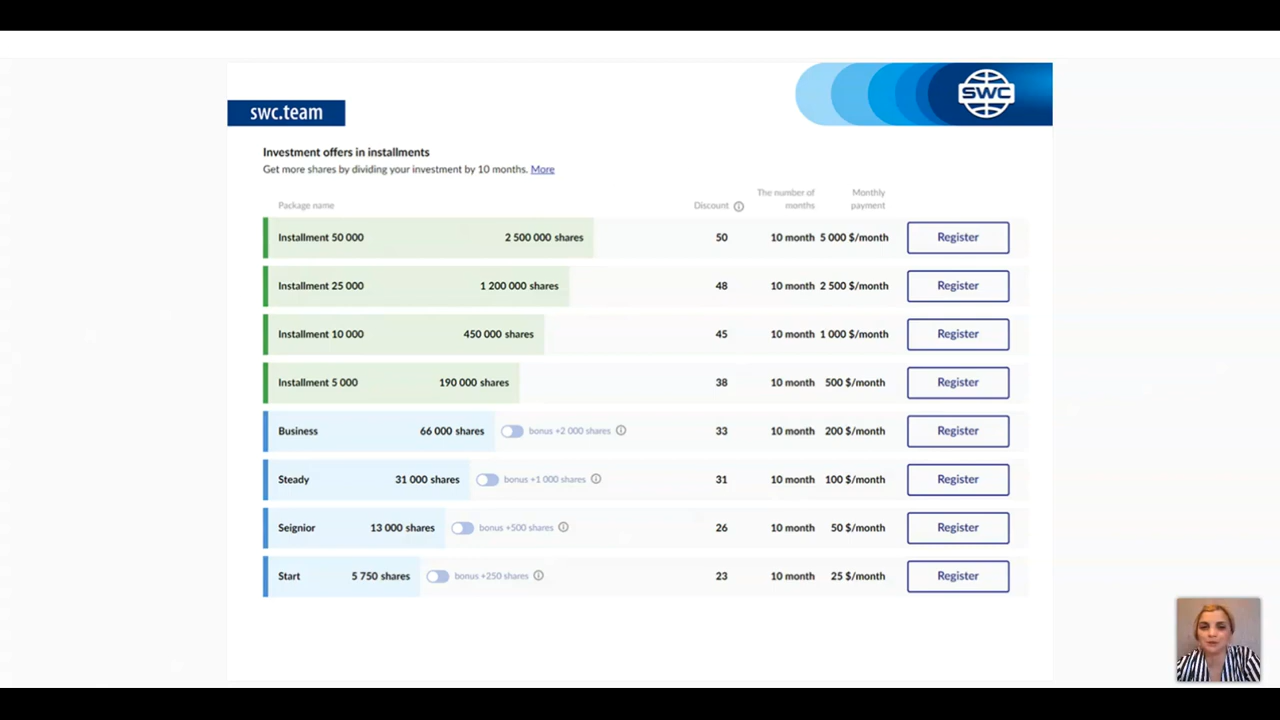 swc.team
SWC
Investment offers in installments
Get more shares by dividing your investment by 10 months. More
Package name Discount The number of months Monthly payment
Installment 50 000 2 500 000 shares 50 10 month 5 000 $/month Register
Installment 25 000 1 200 000 shares 48 10 month 2 500 $/month Register
Installment 10 000 450 000 shares 45 10 month 1 000 $/month Register
Installment 5 000 190 000 shares 38 10 month 500 $/month Register
Business 66 000 shares bonus +2 000 shares 33 10 month 200 $/month Register
Steady 31 000 shares bonus +1 000 shares 31 10 month 100 $/month Register
Seignior 13 000 shares bonus +500 shares 26 10 month 50 $/month Register
Start 5 750 shares bonus +250 shares 23 10 month 25 $/month Register